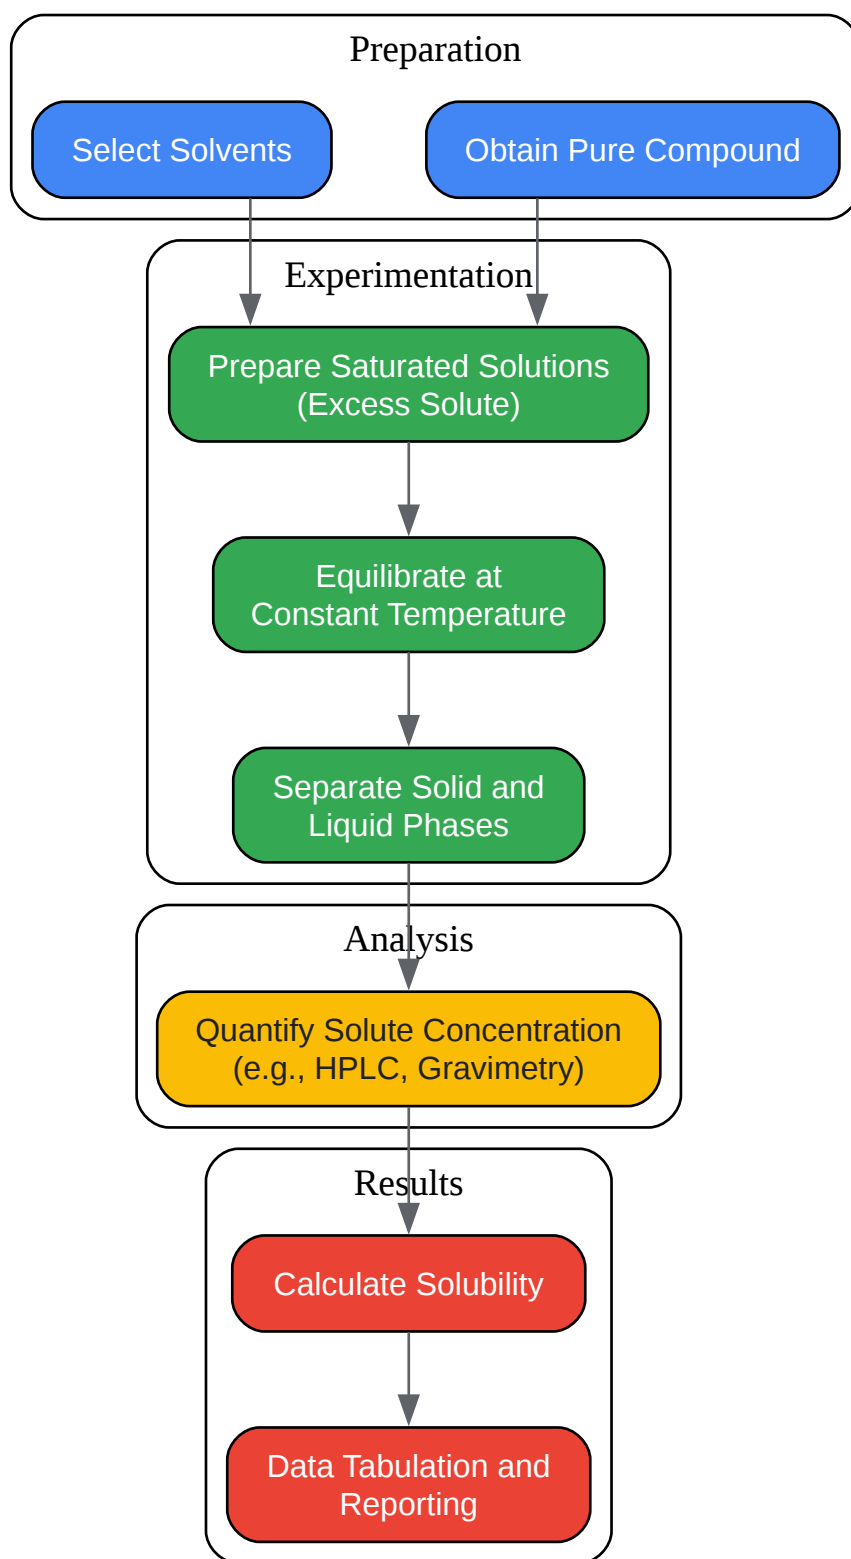 Preparation
Select Solvents
Obtain Pure Compound
Experimentation
Prepare Saturated Solutions
(Excess Solute)
Equilibrate at
Constant Temperature
Separate Solid and
Liquid Phases
Analysis
Quantify Solute Concentration
(e.g., HPLC, Gravimetry)
Results
Calculate Solubility
Data Tabulation and
Reporting